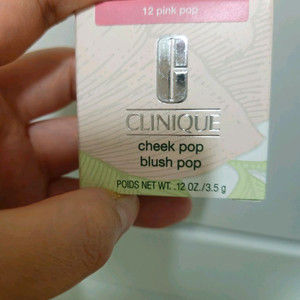 12 pink pop
CLINIQUE
cheek pop
blush pop
POIDS NET WT. .12 OZ./3.5 g